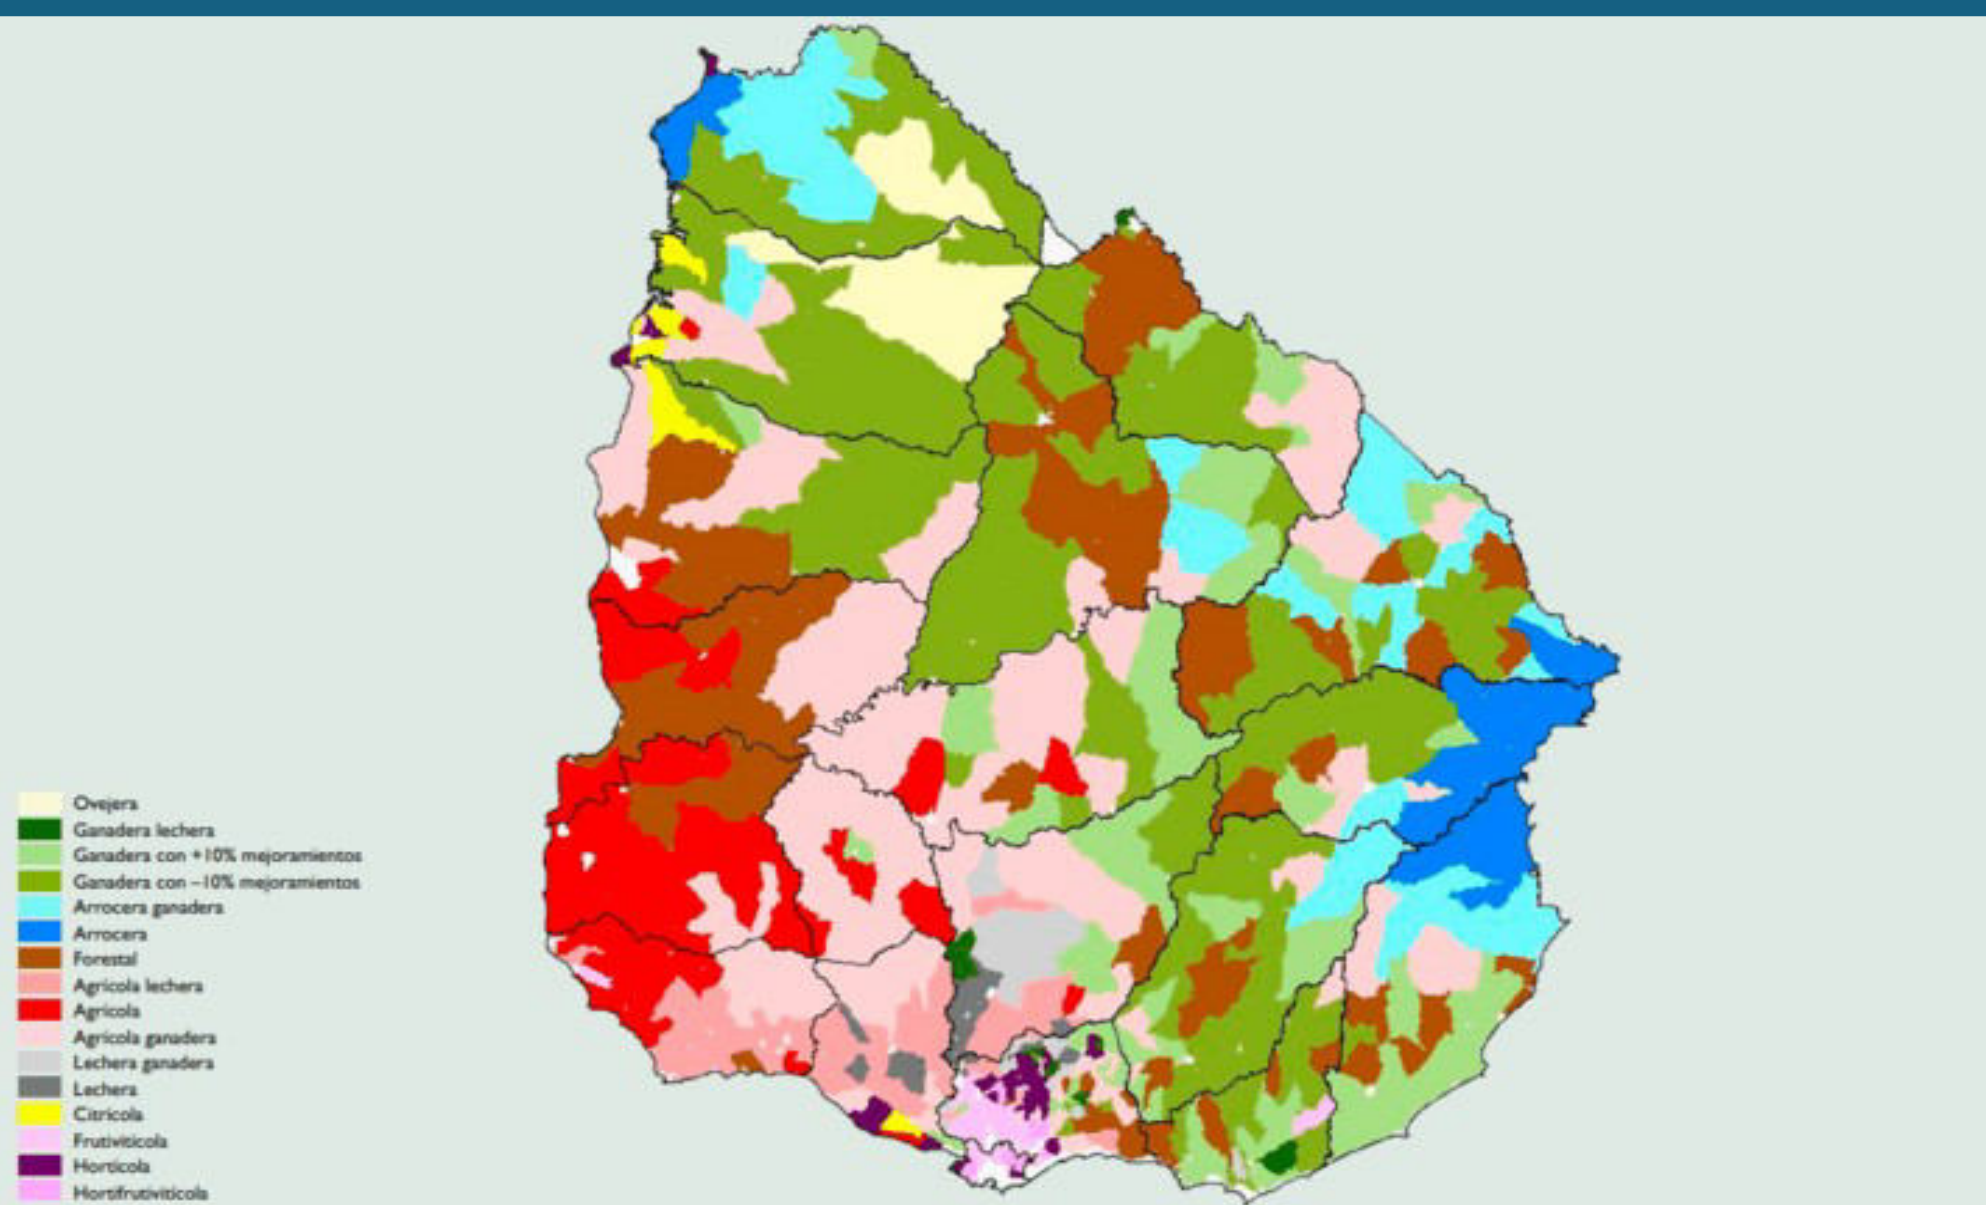 Ovejera
Ganadera lechera
Ganadera con +10% mejoramientos
Ganadera con –10% mejoramientos
Arrocera ganadera
Arrocera
Forestal
Agrícola lechera
Agrícola
Agrícola ganadera
Lechera ganadera
Lechera
Citrícola
Frutivitícola
Hortícola
Hortifrutivitícola